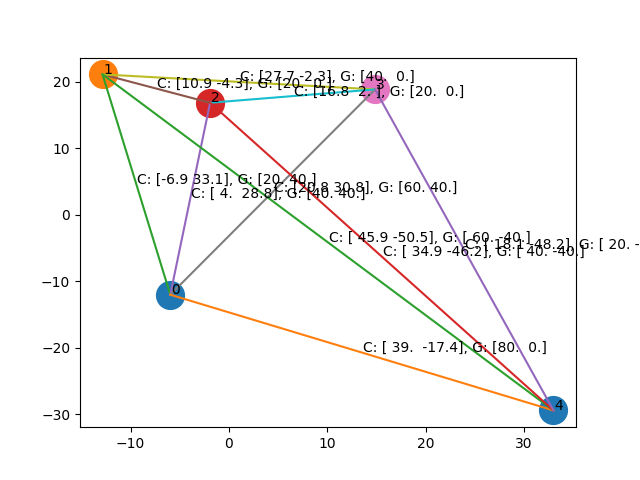 1
C: [27.7 -2.3], G: [40. 0.]
C: [10.9 -4.3], G: [20. 0.]
3
C: [16.8 2. ], G: [20. 0.]
2
C: [-6.9 33.1], G: [20. 40.]
C: [20.8 30.8], G: [60. 40.]
C: [ 4. 28.8], G: [40. 40.]
C: [ 45.9 -50.5], G: [ 60. -40.]
C: [ 18.1 -48.2], G: [ 20. -
C: [ 34.9 -46.2], G: [ 40. -40.]
0
C: [ 39. -17.4], G: [80. 0.]
4
20
10
0
−10
−20
−30
−10 0 10 20 30